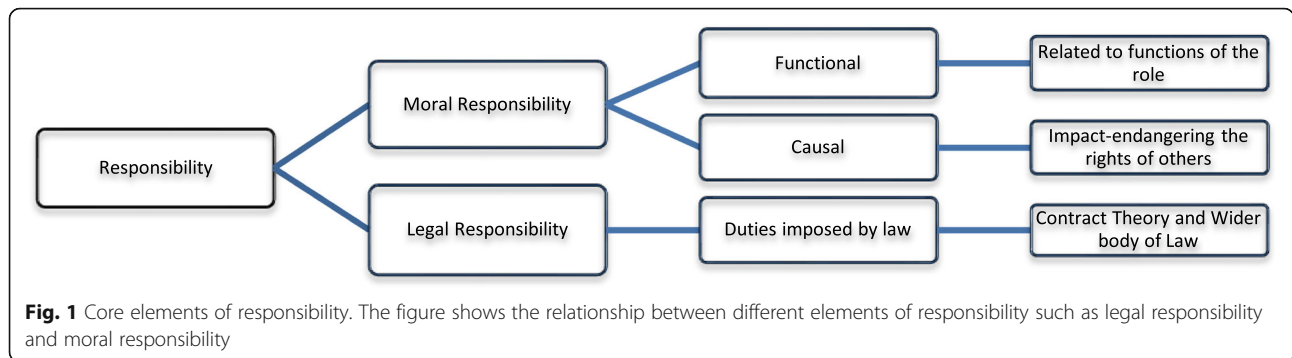 Responsibility
Moral Responsibility
Legal Responsibility
Functional
Causal
Duties imposed by law
Related to functions of the
role
Impact-endangering the
rights of others
Contract Theory and Wider
body of Law
Fig. 1 Core elements of responsibility. The figure shows the relationship between different elements of responsibility such as legal responsibility
and moral responsibility